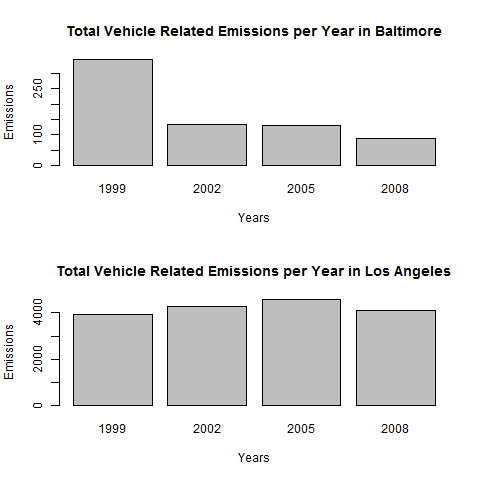 Total Vehicle Related Emissions per Year in Baltimore
Emissions
250
100
0
1999 2002 2005 2008
Years
Total Vehicle Related Emissions per Year in Los Angeles
Emissions
4000
2000
0
1999 2002 2005 2008
Years